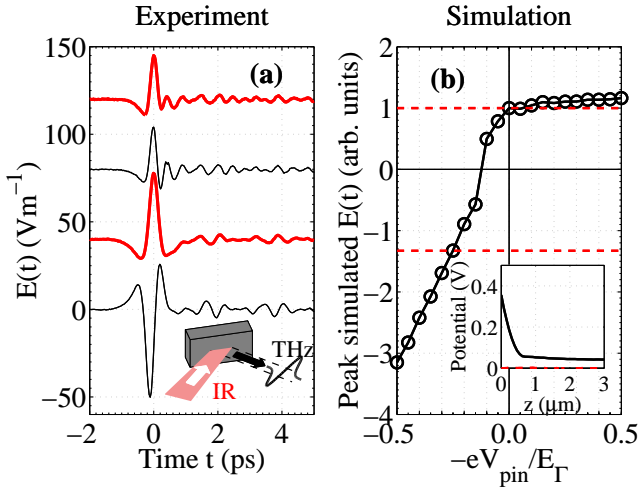 Experiment
Simulation
150
100
50
0
−50
E(t) (Vm⁻¹)
(a)
IR
THz
−2
0
2
4
Time t (ps)
2
1
0
−1
−2
−3
−4
Peak simulated E(t) (arb. units)
(b)
0.4
0.2
0
Potential (V)
0
1
2
3
z (μm)
−0.5
0.0
0.5
−eV_pin/E_Γ